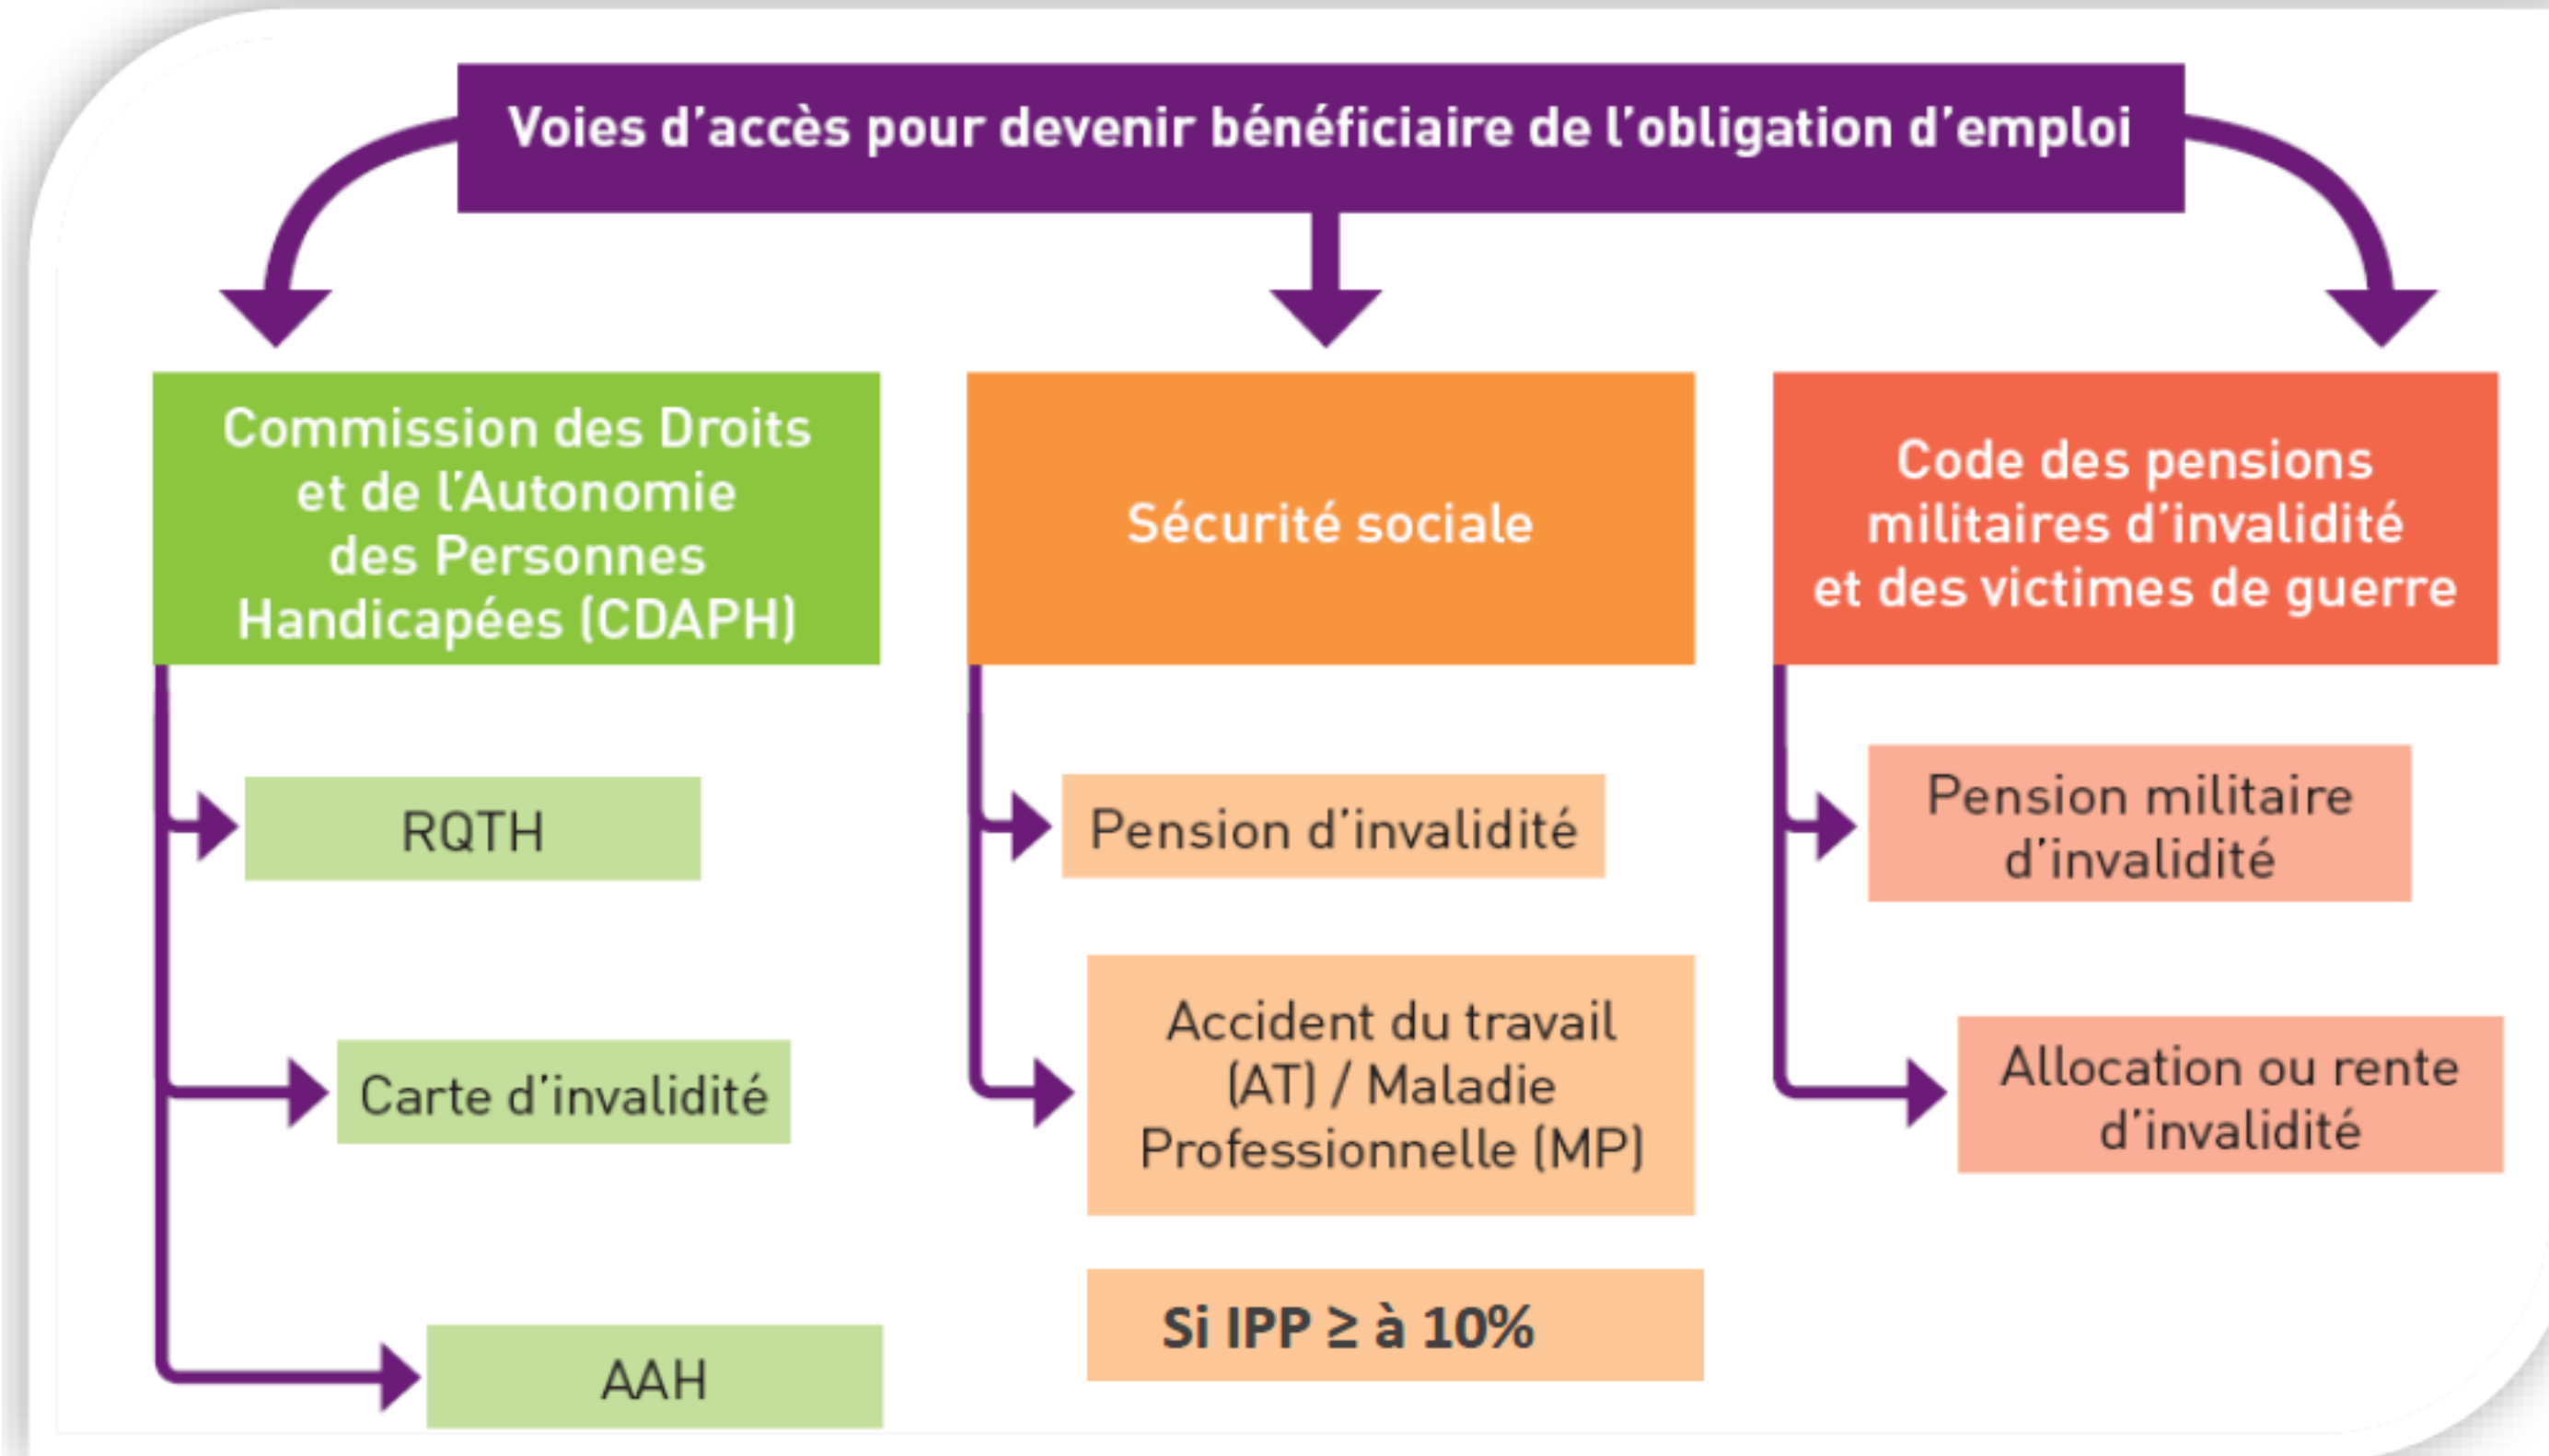 Voies d’accès pour devenir bénéficiaire de l’obligation d’emploi
Commission des Droits
et de l’Autonomie
des Personnes
Handicapées (CDAPH)
RQTH
Carte d’invalidité
AAH
Sécurité sociale
Pension d’invalidité
Accident du travail
(AT) / Maladie
Professionnelle (MP)
Si IPP ≥ à 10%
Code des pensions
militaires d’invalidité
et des victimes de guerre
Pension militaire
d’invalidité
Allocation ou rente
d’invalidité